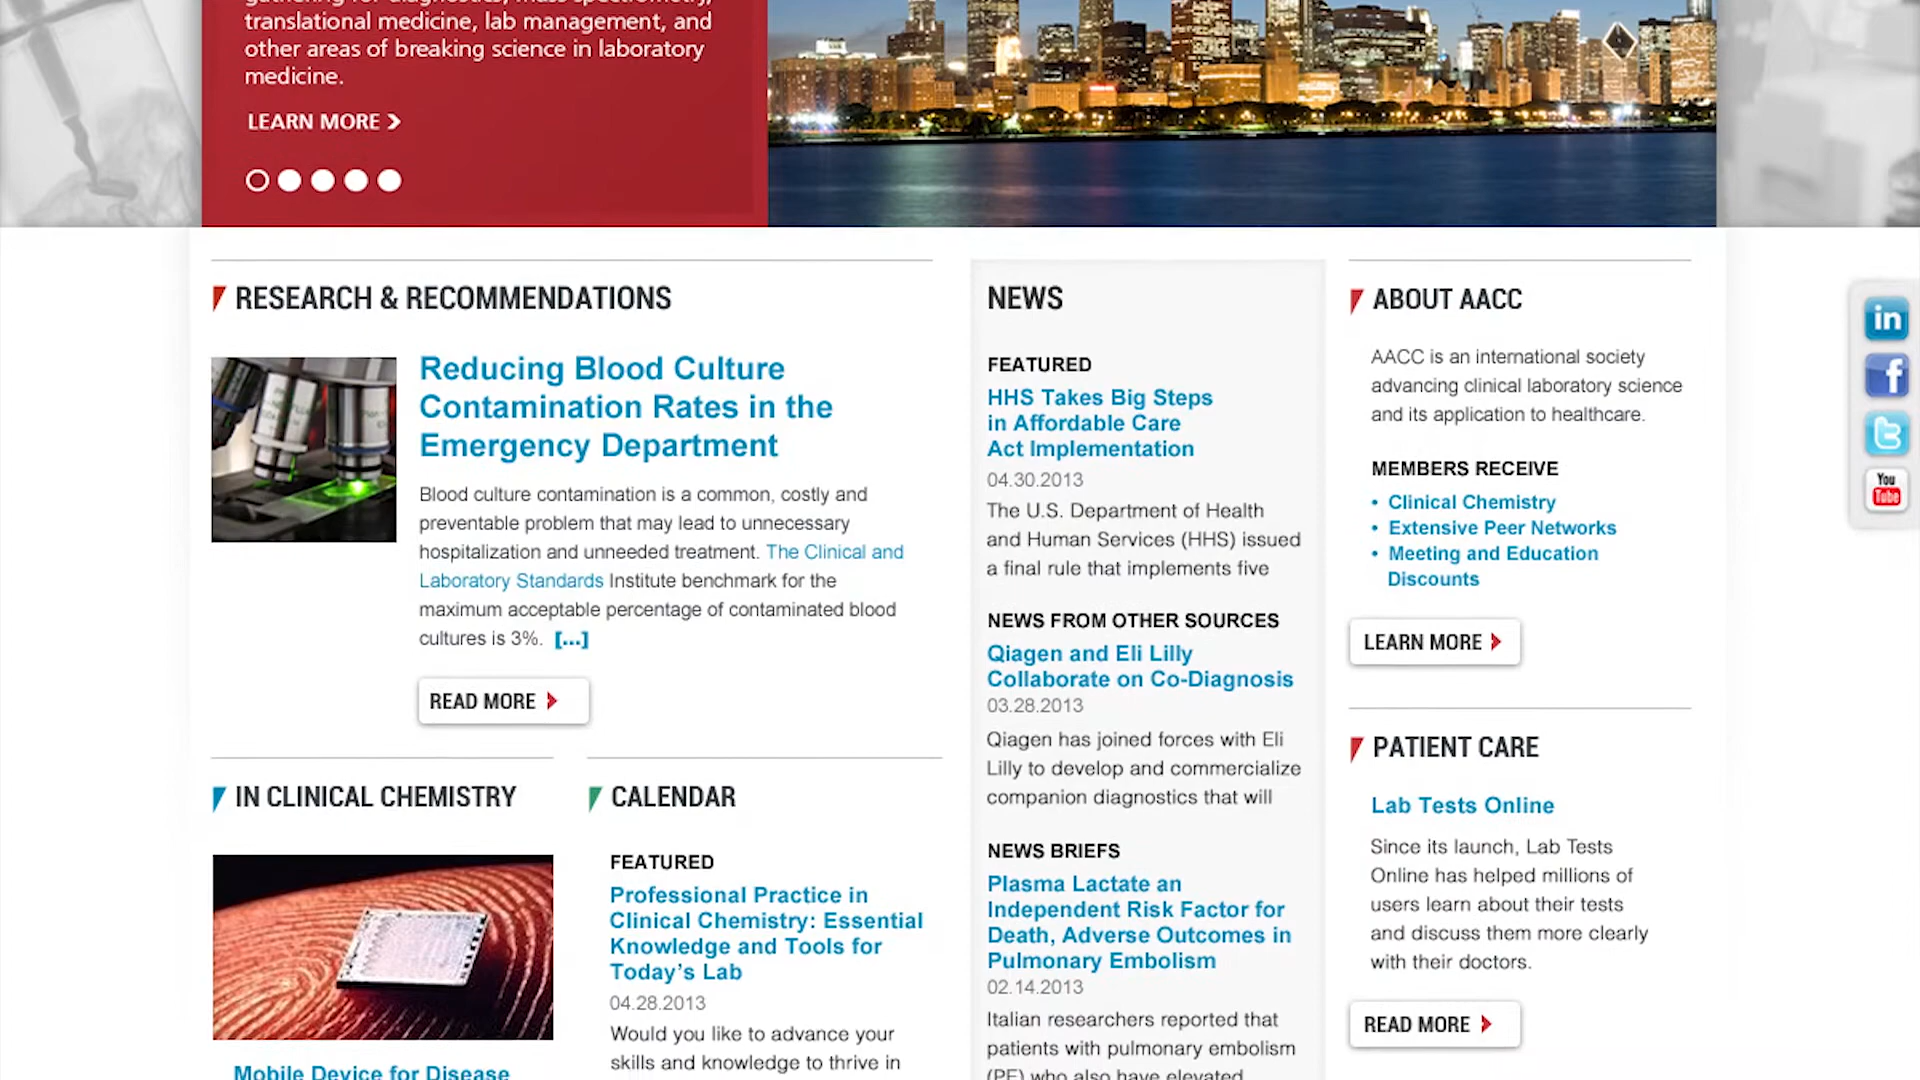 gathering for diagnostics, mass spectrometry,
translational medicine, lab management, and
other areas of breaking science in laboratory
medicine.
LEARN MORE
RESEARCH & RECOMMENDATIONS
Reducing Blood Culture
Contamination Rates in the
Emergency Department
Blood culture contamination is a common, costly and
preventable problem that may lead to unnecessary
hospitalization and unneeded treatment. The Clinical and
Laboratory Standards Institute benchmark for the
maximum acceptable percentage of contaminated blood
cultures is 3%. [...]
READ MORE
IN CLINICAL CHEMISTRY
Mobile Device for Disease
CALENDAR
FEATURED
Professional Practice in
Clinical Chemistry: Essential
Knowledge and Tools for
Today's Lab
04.28.2013
Would you like to advance your
skills and knowledge to thrive in
NEWS
FEATURED
HHS Takes Big Steps
in Affordable Care
Act Implementation
04.30.2013
The U.S. Department of Health
and Human Services (HHS) issued
a final rule that implements five
NEWS FROM OTHER SOURCES
Qiagen and Eli Lilly
Collaborate on Co-Diagnosis
03.28.2013
Qiagen has joined forces with Eli
Lilly to develop and commercialize
companion diagnostics that will
NEWS BRIEFS
Plasma Lactate an
Independent Risk Factor for
Death, Adverse Outcomes in
Pulmonary Embolism
02.14.2013
Italian researchers reported that
patients with pulmonary embolism
(PE) who also have elevated
ABOUT AACC
AACC is an international society
advancing clinical laboratory science
and its application to healthcare.
MEMBERS RECEIVE
• Clinical Chemistry
• Extensive Peer Networks
• Meeting and Education
Discounts
LEARN MORE
PATIENT CARE
Lab Tests Online
Since its launch, Lab Tests
Online has helped millions of
users learn about their tests
and discuss them more clearly
with their doctors.
READ MORE
in
f
t
You
Tube